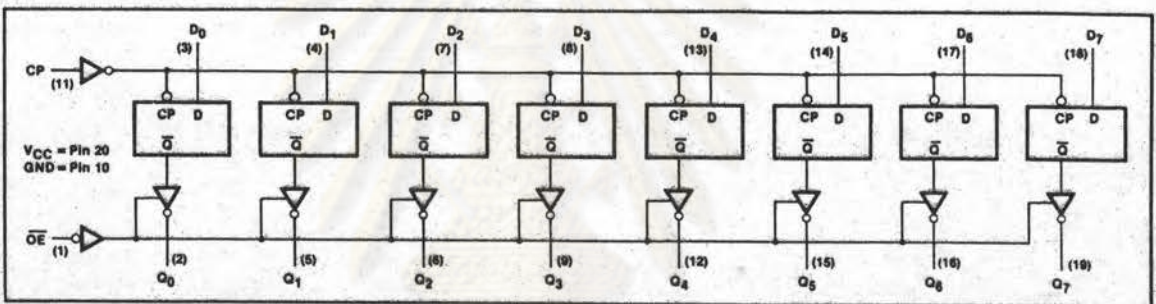 D0 D1 D2 D3 D4 D5 D6 D7
(3) (4) (7) (8) (13) (14) (17) (18)
CP
(11)
CP D CP D CP D CP D CP D CP D CP D CP D
Q̅ Q̅ Q̅ Q̅ Q̅ Q̅ Q̅ Q̅
VCC = Pin 20
GND = Pin 10
O̅E̅
(1)
(2) (5) (6) (9) (12) (15) (16) (19)
Q0 Q1 Q2 Q3 Q4 Q5 Q6 Q7